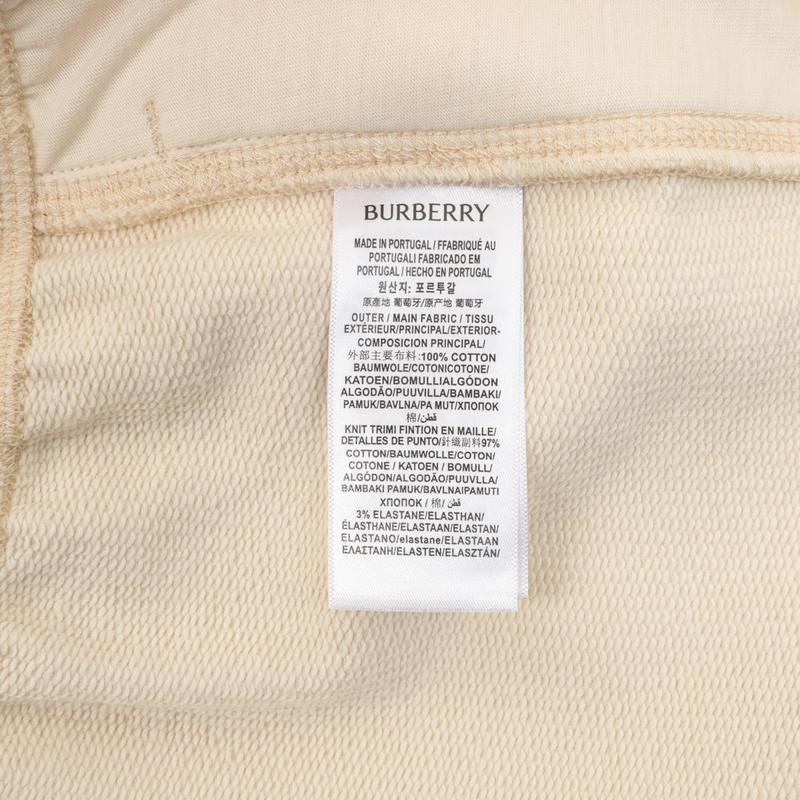 BURBERRY
MADE IN PORTUGAL / FFABRIQUÉ AU
PORTUGALI FABRICADO EM
PORTUGAL / HECHO EN PORTUGAL
원산지: 포르투갈
原產地 葡萄牙/原产地 葡萄牙
OUTER / MAIN FABRIC / TISSU
EXTÉRIEUR/PRINCIPAL/EXTERIOR-
COMPOSICION PRINCIPAL/
外部主要布料:100% COTTON
BAUMWOLE/COTONICOTONE/
KATOEN/BOMULLIALGÓDON
ALGODÃO/PUUVILLA/BAMBAKI/
PAMUK/BAVLNA/PA MUT/ХПОПОК
棉/قطن
KNIT TRIMI FINTION EN MAILLE/
DETALLES DE PUNTO/針織副料97%
COTTON/BAUMWOLLE/COTON/
COTONE / KATOEN / BOMULL/
ALGÓDON/ALGODÃO/PUUVLLA/
BAMBAKI PAMUK/BAVLNAIPAMUTI
ХПОПОК / 棉/ قطن
3% ELASTANE/ELASTHAN/
ÉLASTHANE/ELASTAAN/ELASTAN/
ELASTANO/elastane/ELASTAAN
ΕΛΑΣΤΑΝΗ/ELASTEN/ELASZTÁN/